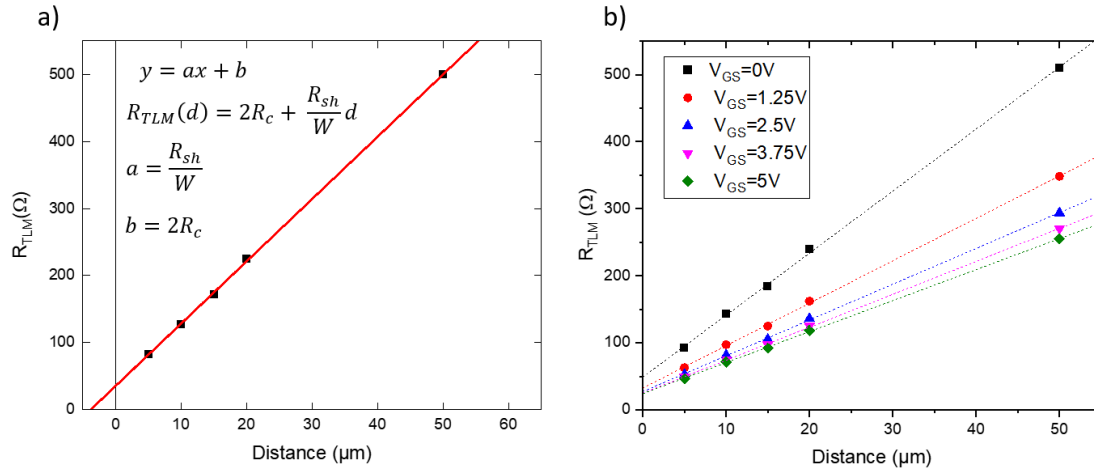 a)
y = ax + b
R_TLM(d) = 2R_c + R_sh/W d
a = R_sh/W
b = 2R_c
500
400
300
200
100
0
0 10 20 30 40 50 60
R_TLM(Ω)
Distance (µm)
b)
V_GS=0V
V_GS=1.25V
V_GS=2.5V
V_GS=3.75V
V_GS=5V
500
400
300
200
100
0
0 10 20 30 40 50
R_TLM (Ω)
Distance (µm)